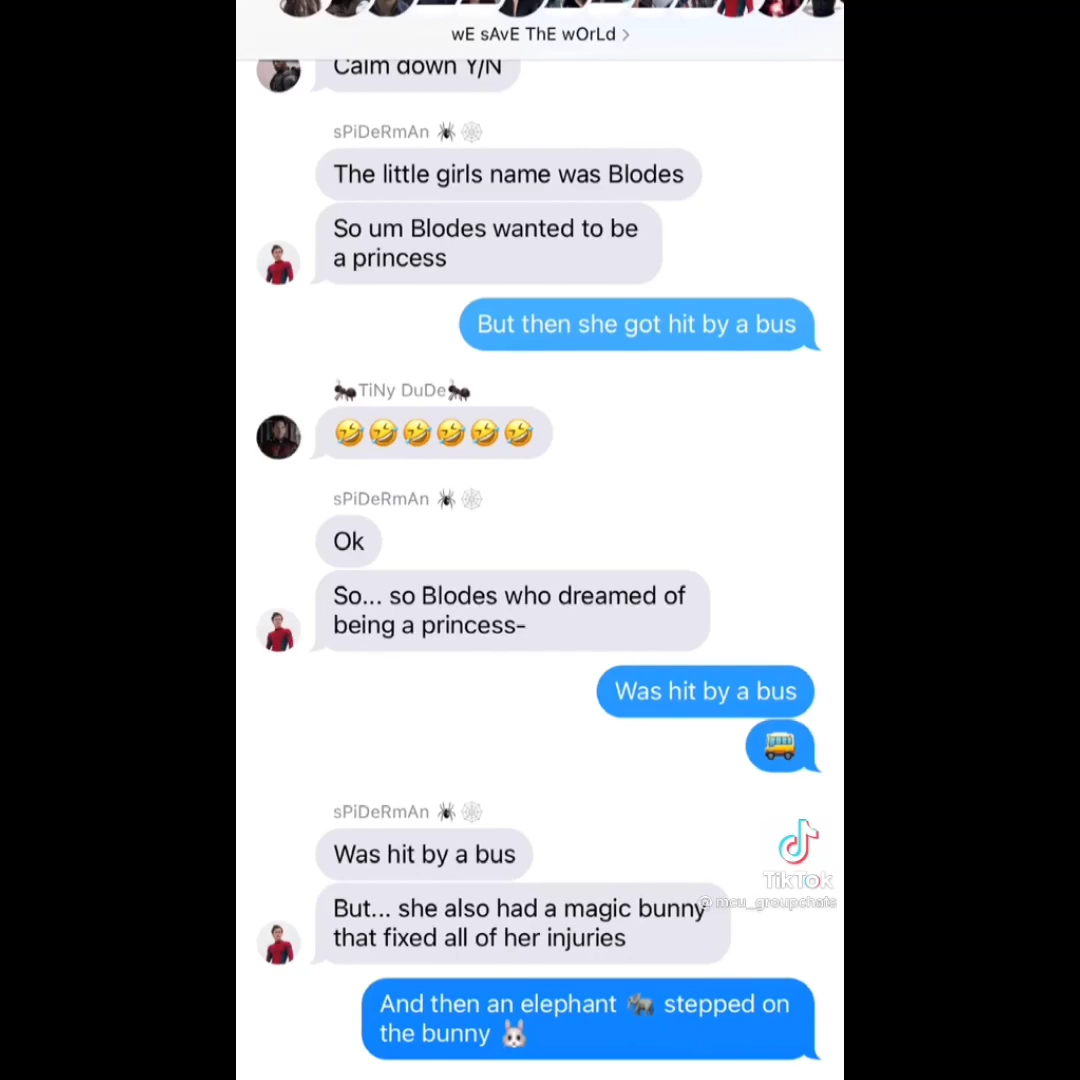 wE sAvE ThE wOrLd >
Calm down Y/N
sPiDeRmAn 🕷🕸
The little girls name was Blodes
So um Blodes wanted to be
a princess
But then she got hit by a bus
🐜TiNy DuDe🐜
🤣🤣🤣🤣🤣🤣
sPiDeRmAn 🕷🕸
Ok
So... so Blodes who dreamed of
being a princess-
Was hit by a bus
🚌
sPiDeRmAn 🕷🕸
Was hit by a bus
TikTok
@mcu_groupchats
But... she also had a magic bunny
that fixed all of her injuries
And then an elephant 🐘 stepped on
the bunny 🐰